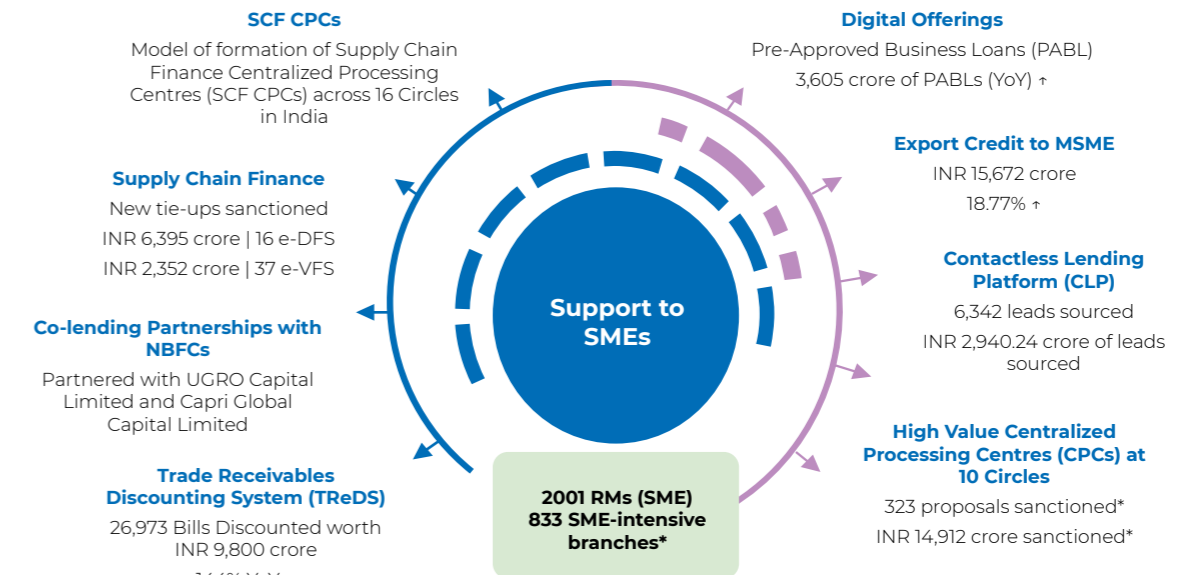 SCF CPCs
Model of formation of Supply Chain
Finance Centralized Processing
Centres (SCF CPCs) across 16 Circles
in India
Supply Chain Finance
New tie-ups sanctioned
INR 6,395 crore | 16 e-DFS
INR 2,352 crore | 37 e-VFS
Co-lending Partnerships with
NBFCs
Partnered with UGRO Capital
Limited and Capri Global
Capital Limited
Trade Receivables
Discounting System (TReDS)
26,973 Bills Discounted worth
INR 9,800 crore
Support to
SMEs
2001 RMs (SME)
833 SME-intensive
branches*
Digital Offerings
Pre-Approved Business Loans (PABL)
3,605 crore of PABLs (YoY) ↑
Export Credit to MSME
INR 15,672 crore
18.77% ↑
Contactless Lending
Platform (CLP)
6,342 leads sourced
INR 2,940.24 crore of leads
sourced
High Value Centralized
Processing Centres (CPCs) at
10 Circles
323 proposals sanctioned*
INR 14,912 crore sanctioned*